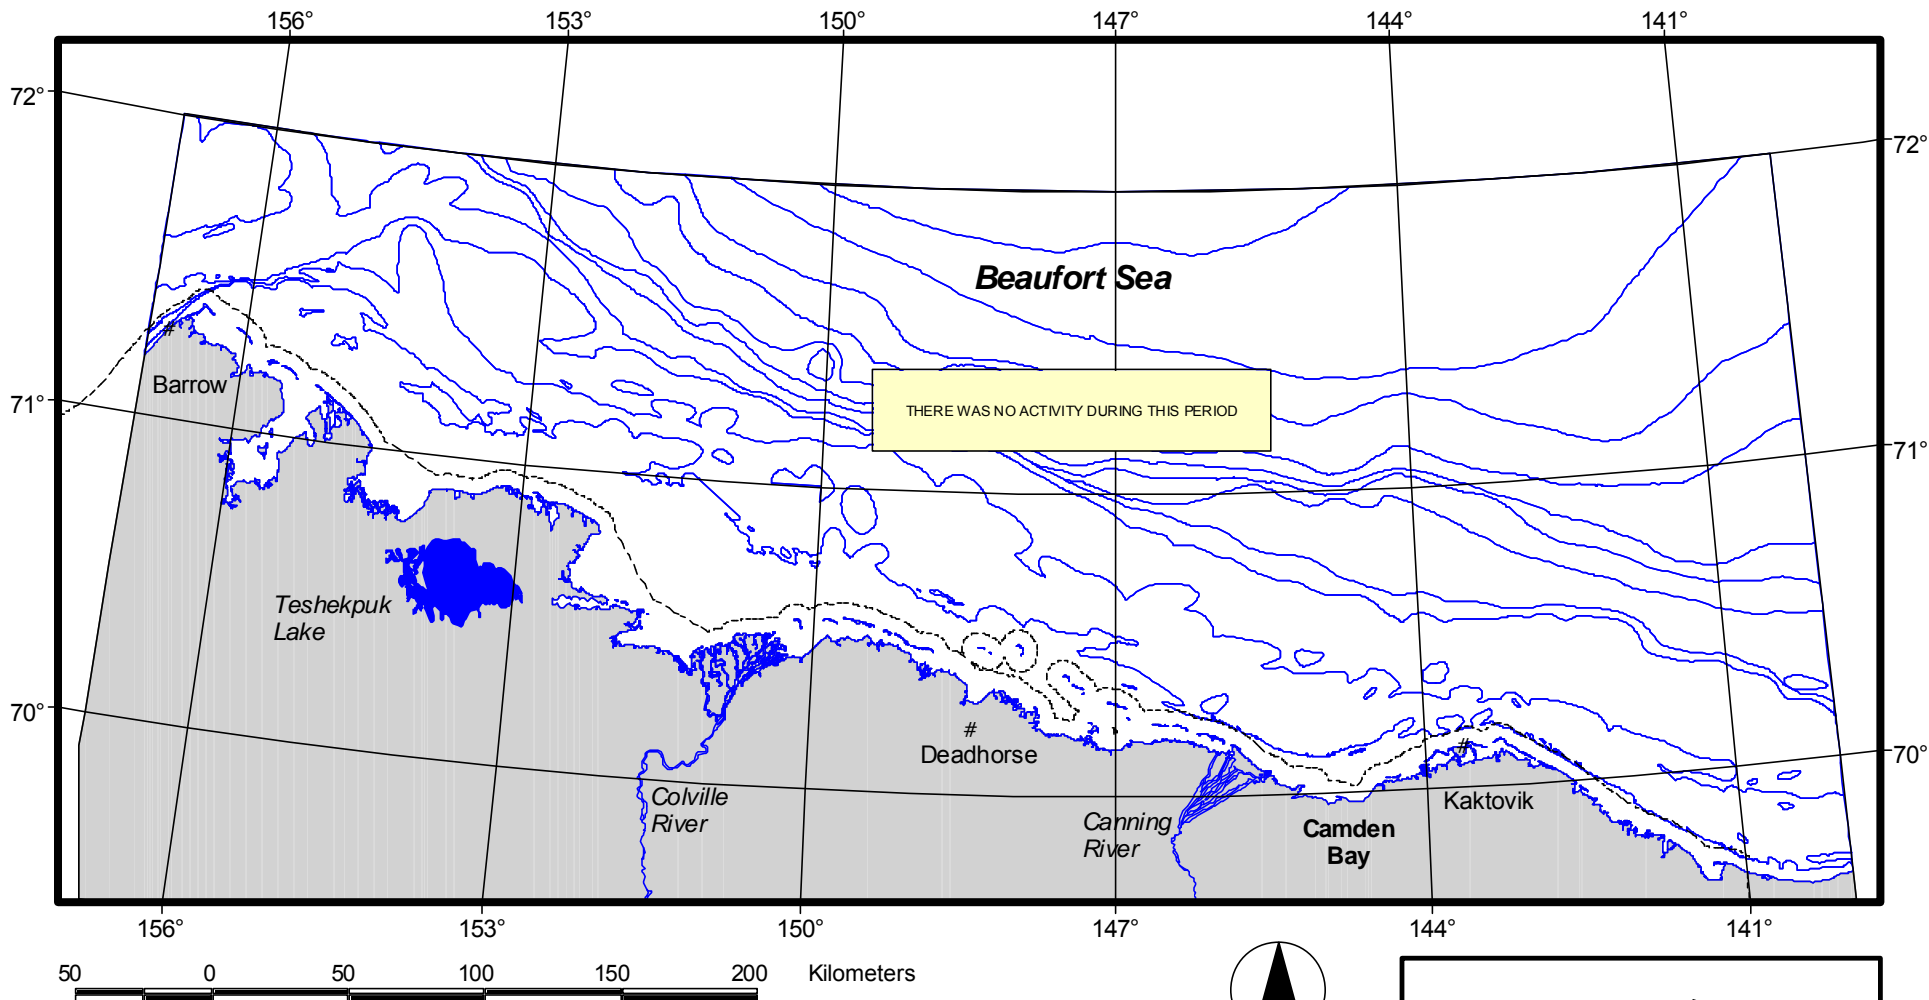 156° 153° 150° 147° 144° 141°
72°
72°
Beaufort Sea
Barrow
71°
THERE WAS NO ACTIVITY DURING THIS PERIOD
71°
#
Teshekpuk
Lake
70°
#
Deadhorse
#
70°
Colville
River
Canning
River
Camden
Bay
Kaktovik
156° 153° 150° 147° 144° 141°
50 0 50 100 150 200 Kilometers